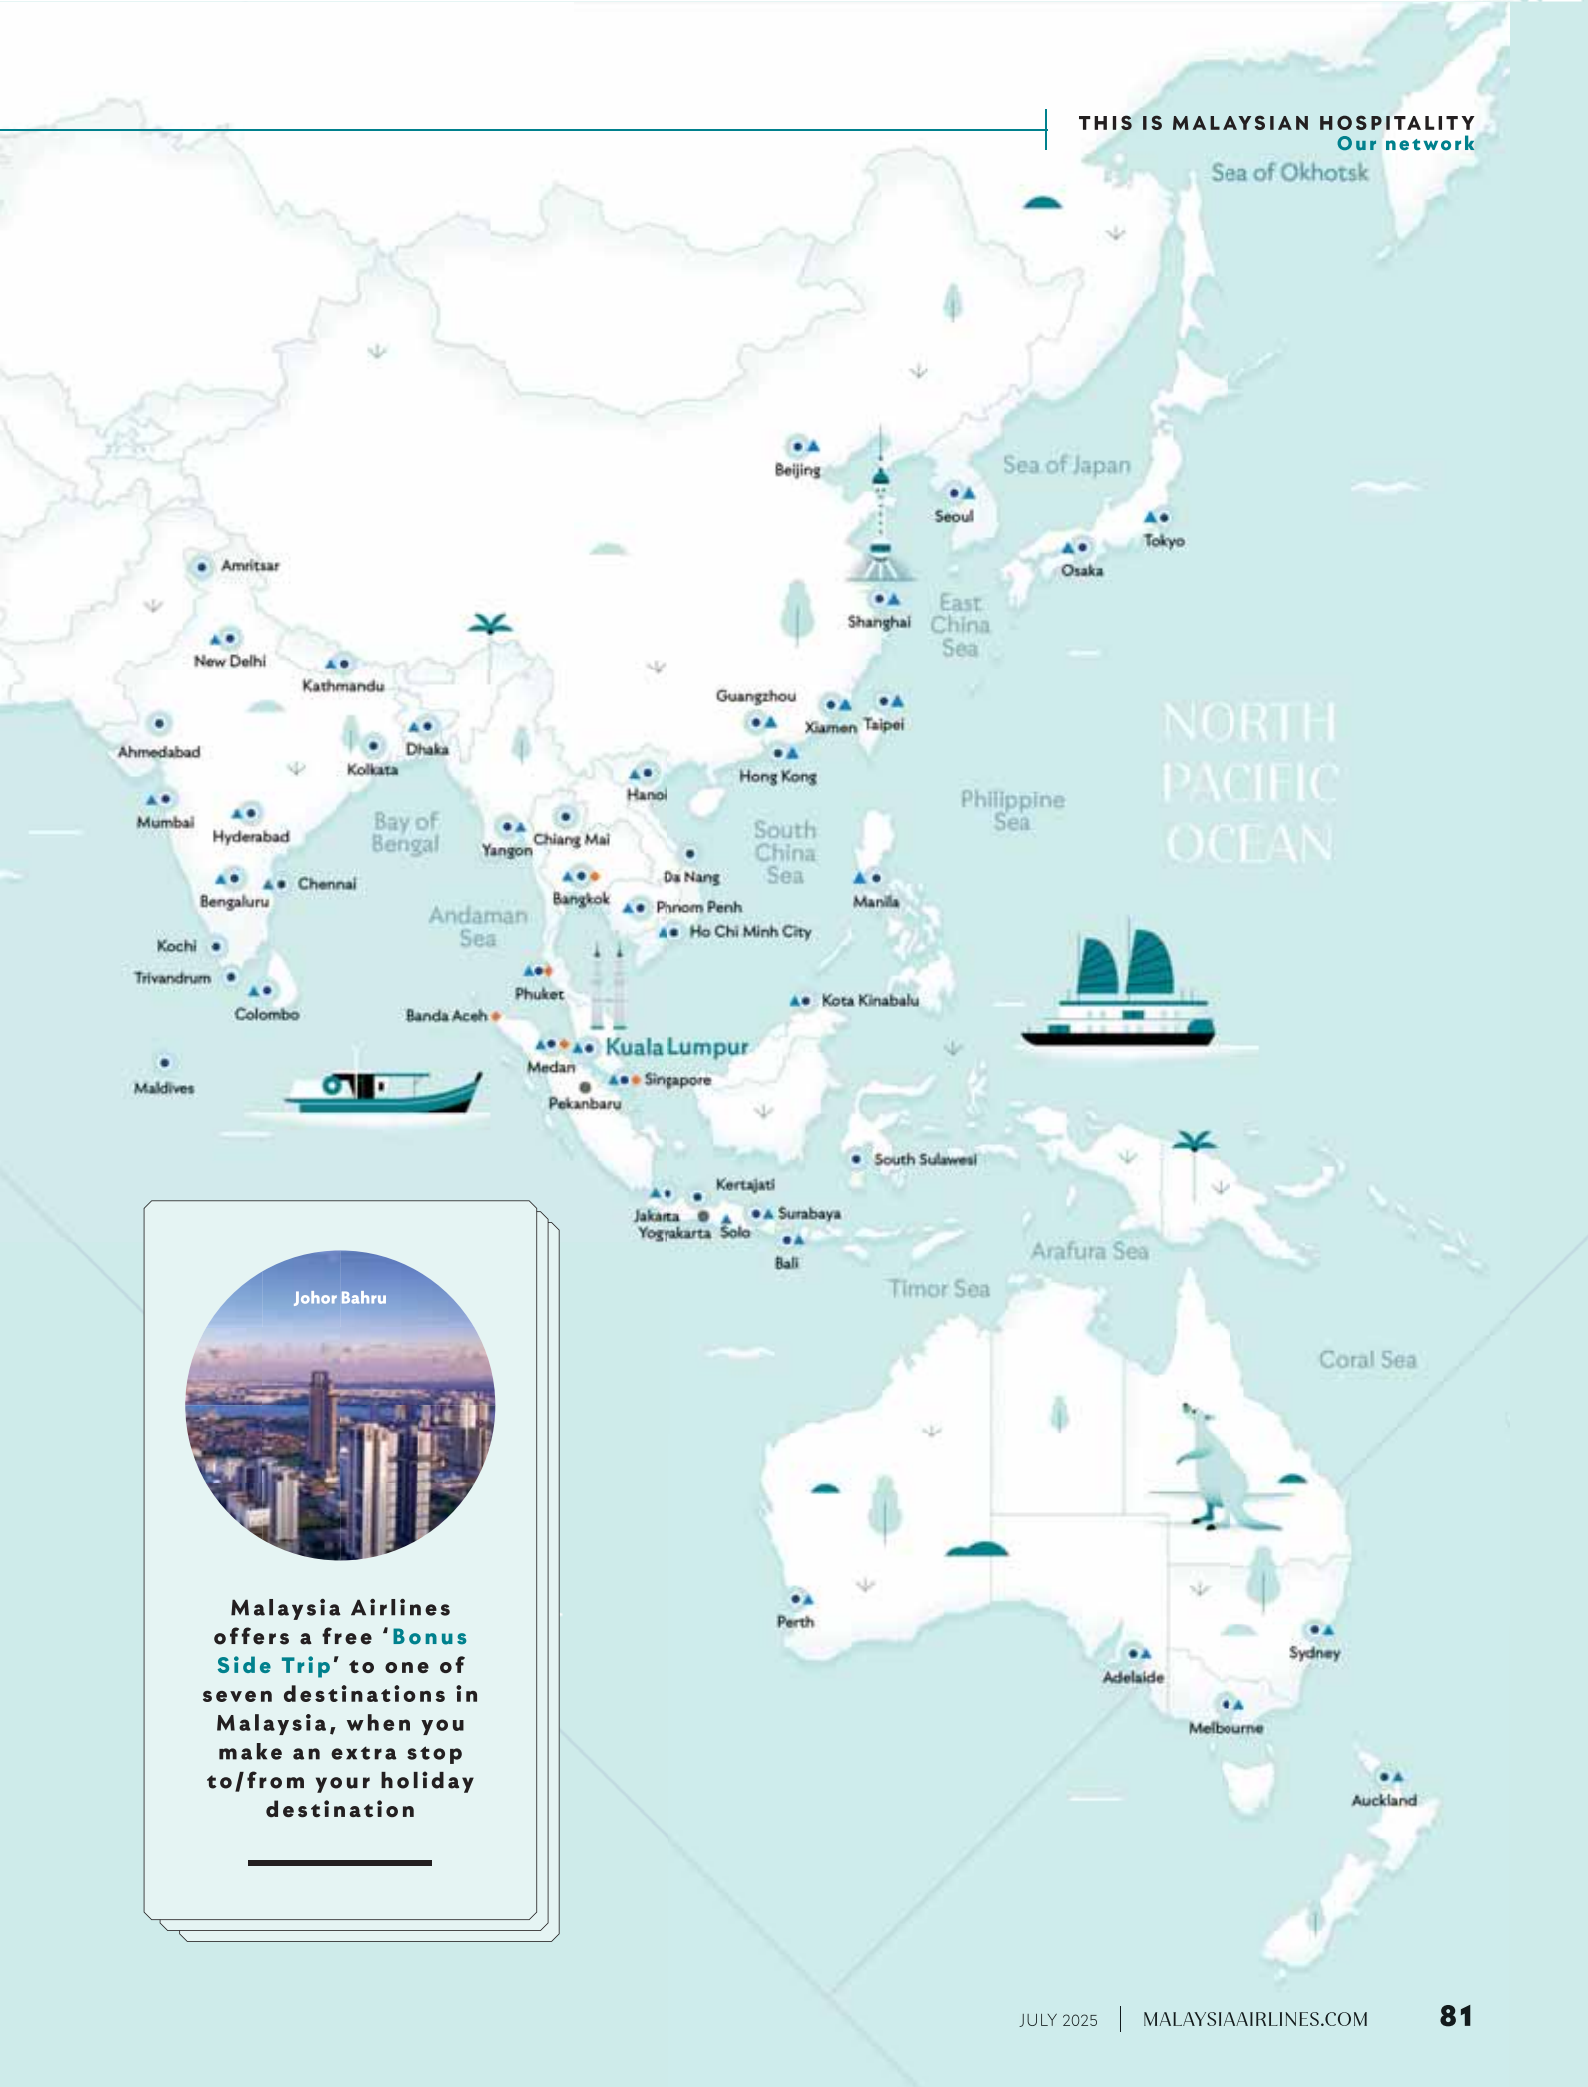 THIS IS MALAYSIAN HOSPITALITY
Our network
Sea of Okhotsk
Beijing
Sea of Japan
Seoul
Tokyo
Osaka
Amritsar
East
China
Sea
Shanghai
New Delhi
Kathmandu
Guangzhou
Xiamen
Taipei
NORTH
PACIFIC
OCEAN
Ahmedabad
Dhaka
Kolkata
Hong Kong
Hanoi
Philippine
Sea
Mumbai
Hyderabad
Bay of
Bengal
Yangon
Chiang Mai
South
China
Sea
Da Nang
Bengaluru
Chennai
Bangkok
Manila
Phnom Penh
Andaman
Sea
Ho Chi Minh City
Kochi
Trivandrum
Phuket
Colombo
Banda Aceh
Kota Kinabalu
Kuala Lumpur
Medan
Singapore
Maldives
Pekanbaru
South Sulawesi
Kertajati
Jakarta
Surabaya
Yogyakarta
Solo
Bali
Arafura Sea
Timor Sea
Johor Bahru
Coral Sea
Perth
Sydney
Adelaide
Melbourne
Auckland
Malaysia Airlines
offers a free ‘Bonus
Side Trip’ to one of
seven destinations in
Malaysia, when you
make an extra stop
to/from your holiday
destination
JULY 2025
MALAYSIAAIRLINES.COM
81